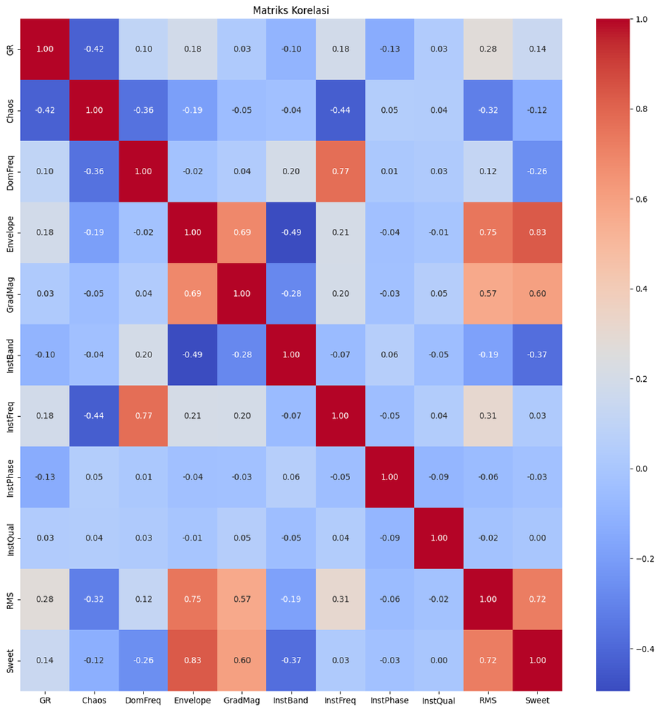 Matriks Korelasi
GR 1.00 -0.42 0.10 0.18 0.03 -0.10 0.18 -0.13 0.03 0.28 0.14
Chaos -0.42 1.00 -0.36 -0.19 -0.05 -0.04 -0.44 0.05 0.04 -0.32 -0.12
DomFreq 0.10 -0.36 1.00 -0.02 0.04 0.20 0.77 0.01 0.03 0.12 -0.26
Envelope 0.18 -0.19 -0.02 1.00 0.69 -0.49 0.21 -0.04 -0.01 0.75 0.83
GradMag 0.03 -0.05 0.04 0.69 1.00 -0.28 0.20 -0.03 0.05 0.57 0.60
InstBand -0.10 -0.04 0.20 -0.49 -0.28 1.00 -0.07 0.06 -0.05 -0.19 -0.37
InstFreq 0.18 -0.44 0.77 0.21 0.20 -0.07 1.00 -0.05 0.04 0.31 0.03
InstPhase -0.13 0.05 0.01 -0.04 -0.03 0.06 -0.05 1.00 -0.09 -0.06 -0.03
InstQual 0.03 0.04 0.03 -0.01 0.05 -0.05 0.04 -0.09 1.00 -0.02 0.00
RMS 0.28 -0.32 0.12 0.75 0.57 -0.19 0.31 -0.06 -0.02 1.00 0.72
Sweet 0.14 -0.12 -0.26 0.83 0.60 -0.37 0.03 -0.03 0.00 0.72 1.00
GR Chaos DomFreq Envelope GradMag InstBand InstFreq InstPhase InstQual RMS Sweet
1.0
0.8
0.6
0.4
0.2
0.0
−0.2
−0.4